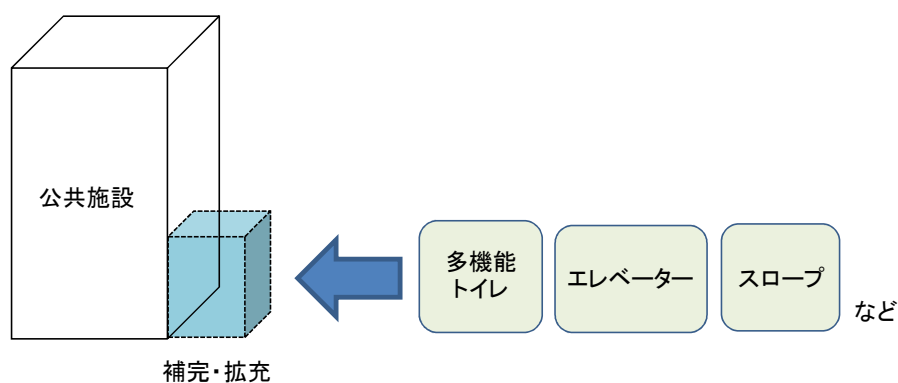 公共施設
多機能
トイレ
エレベーター
スロープ
など
補完・拡充